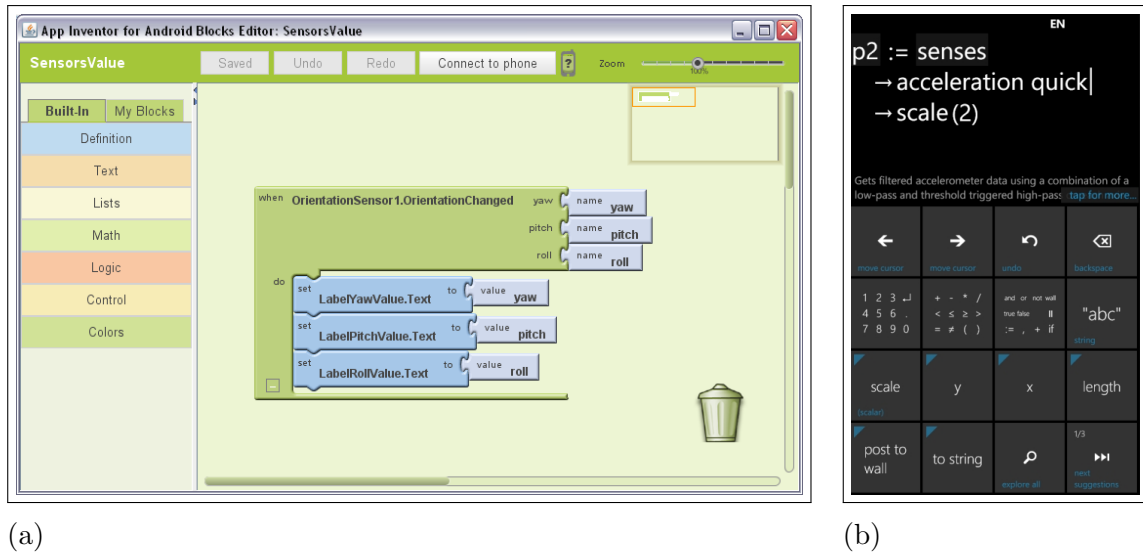 App Inventor for Android Blocks Editor: SensorsValue
SensorsValue
Saved
Undo
Redo
Connect to phone
?
Zoom
100%
Built-In
My Blocks
Definition
Text
Lists
Math
Logic
Control
Colors
when OrientationSensor1.OrientationChanged yaw name yaw
pitch name pitch
roll name roll
do
set LabelYawValue.Text to value yaw
set LabelPitchValue.Text to value pitch
set LabelRollValue.Text to value roll
(a)
EN
p2 := senses
→acceleration quick
→scale(2)
Gets filtered accelerometer data using a combination of a
low-pass and threshold triggered high-pass tap for more...
move cursor
move cursor
undo
backspace
1 2 3 ↵
4 5 6 .
7 8 9 0
+ - * /
< ≤ ≥ >
= ≠ ( )
and or not wall
true false ||
:= , + if
"abc"
string
scale
(scalar)
y
x
length
post to
wall
to string
explore all
1/3
next
suggestions
(b)